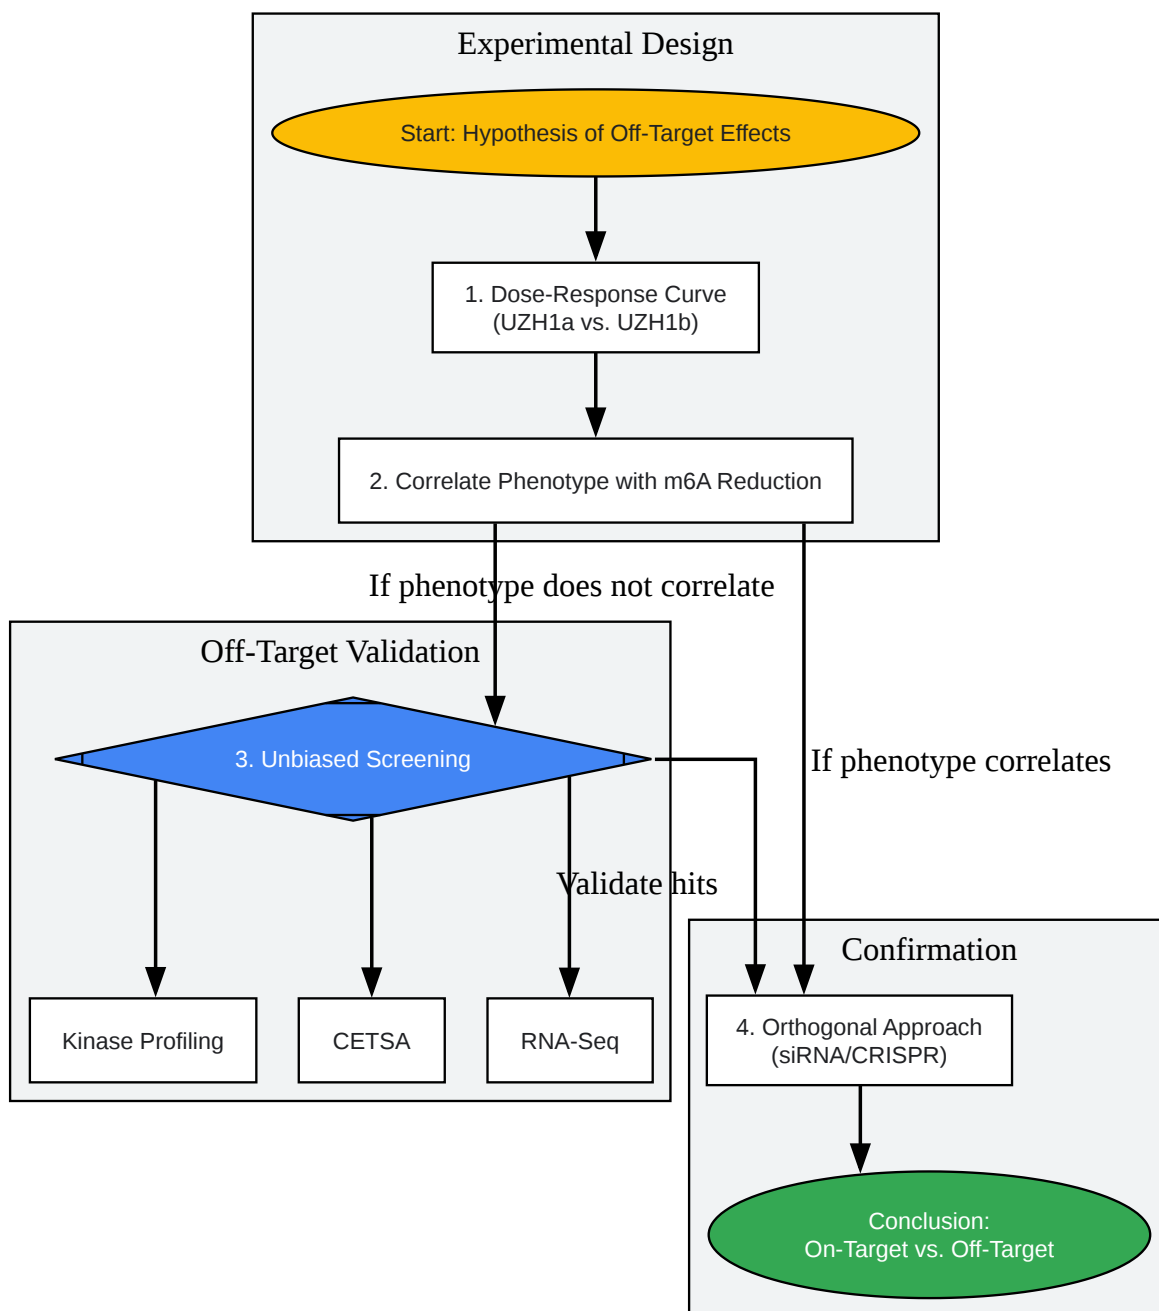 Experimental Design
Start: Hypothesis of Off-Target Effects
1. Dose-Response Curve
(UZH1a vs. UZH1b)
2. Correlate Phenotype with m6A Reduction
If phenotype does not correlate
Off-Target Validation
3. Unbiased Screening
If phenotype correlates
Validate hits
Kinase Profiling
CETSA
RNA-Seq
Confirmation
4. Orthogonal Approach
(siRNA/CRISPR)
Conclusion:
On-Target vs. Off-Target